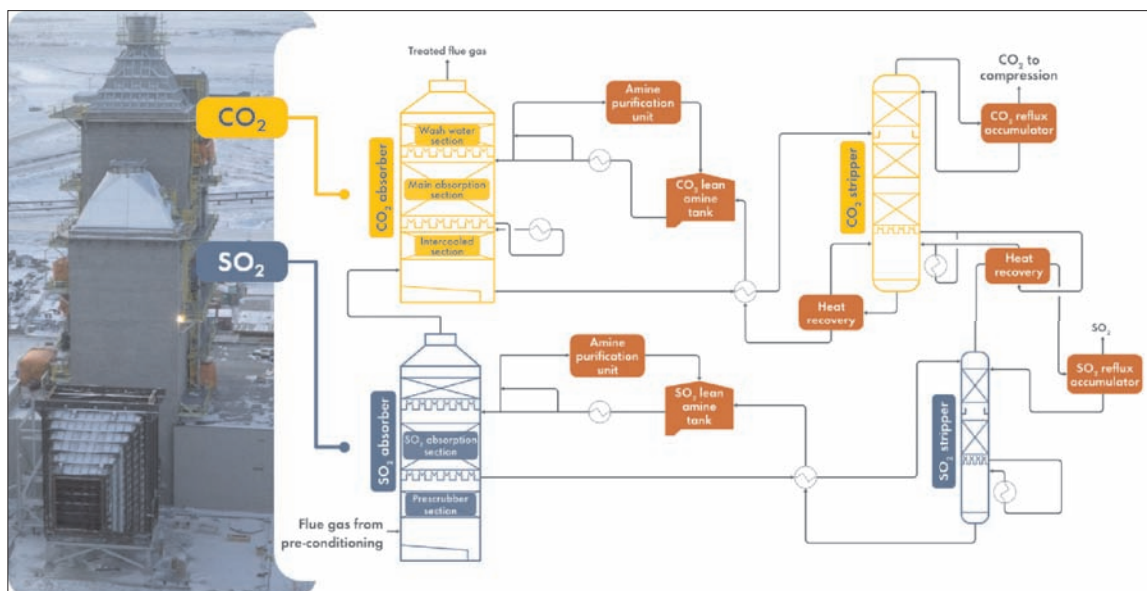 CO₂
SO₂
Treated flue gas
CO₂ absorber
Wash water
section
Main absorption
section
Intercooled
section
Amine
purification
unit
CO₂ lean
amine
tank
CO₂ stripper
CO₂ to
compression
CO₂ reflux
accumulator
Heat
recovery
Heat
recovery
SO₂ absorber
SO₂ absorption
section
Prescrubber
section
Flue gas from
pre-conditioning
Amine
purification
unit
SO₂ lean
amine
tank
SO₂ stripper
SO₂
SO₂ reflux
accumulator